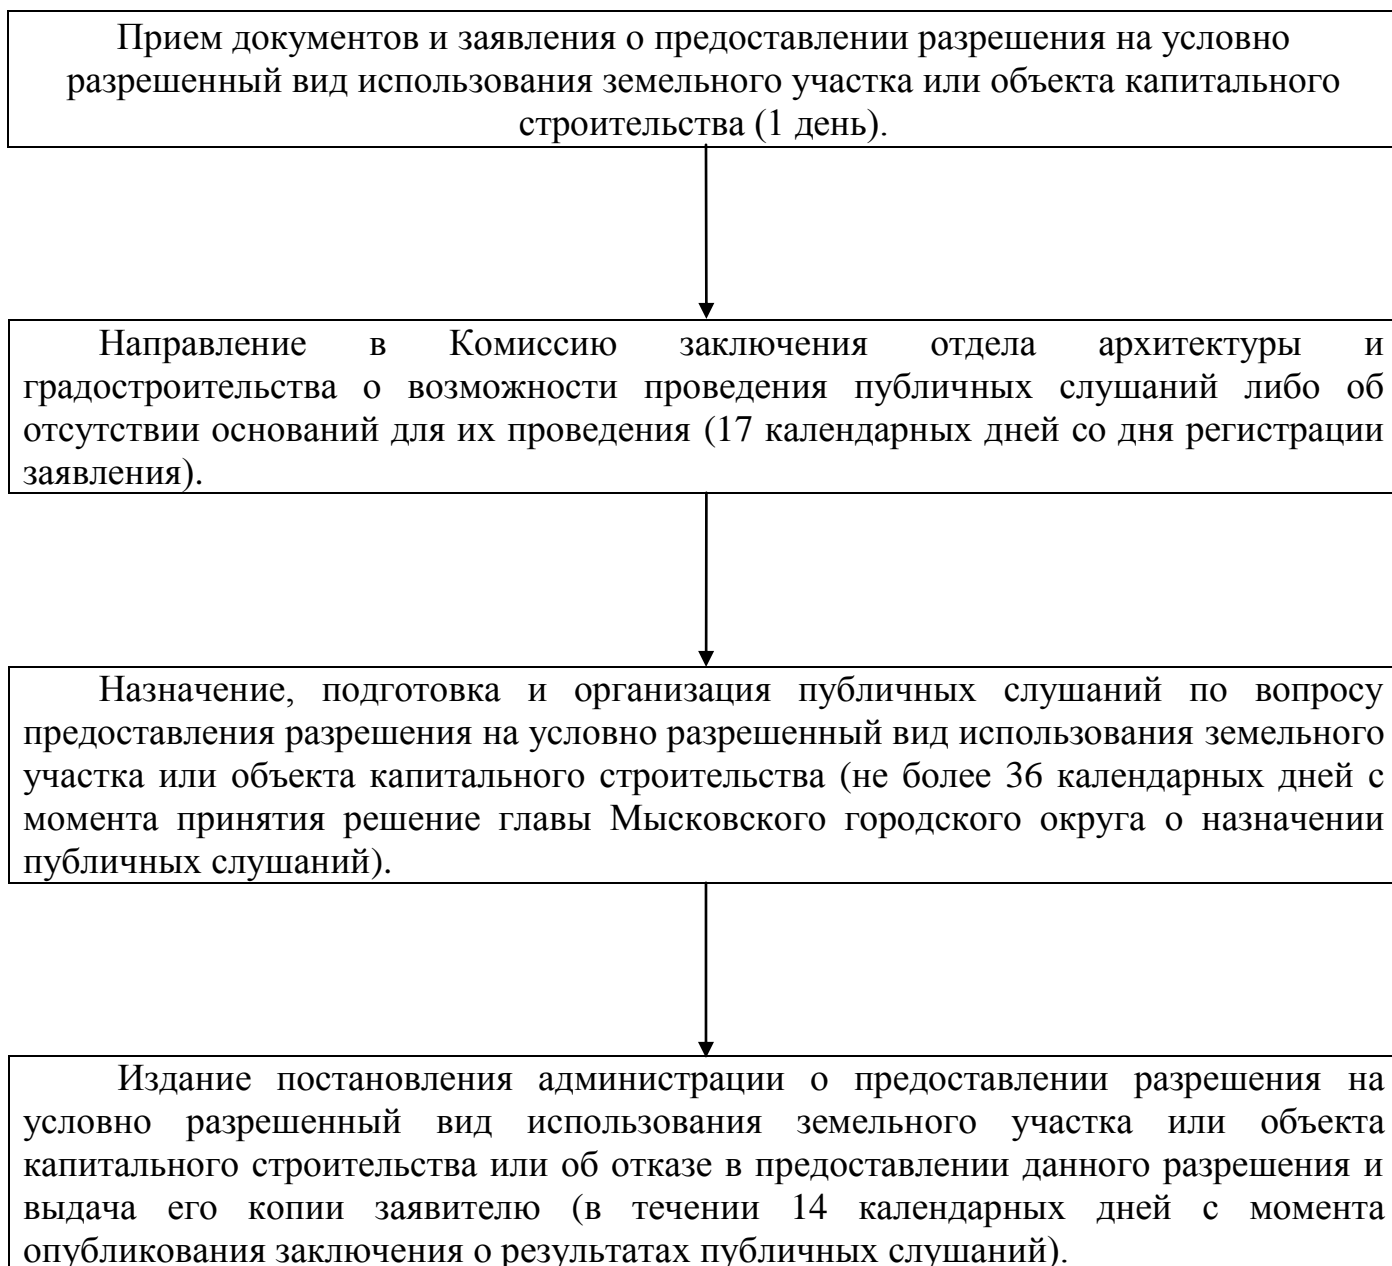 Прием документов и заявления о предоставлении разрешения на условно
разрешенный вид использования земельного участка или объекта капитального
строительства (1 день).
Направление в Комиссию заключения отдела архитектуры и
градостроительства о возможности проведения публичных слушаний либо об
отсутствии оснований для их проведения (17 календарных дней со дня регистрации
заявления).
Назначение, подготовка и организация публичных слушаний по вопросу
предоставления разрешения на условно разрешенный вид использования земельного
участка или объекта капитального строительства (не более 36 календарных дней с
момента принятия решение главы Мысковского городского округа о назначении
публичных слушаний).
Издание постановления администрации о предоставлении разрешения на
условно разрешенный вид использования земельного участка или объекта
капитального строительства или об отказе в предоставлении данного разрешения и
выдача его копии заявителю (в течении 14 календарных дней с момента
опубликования заключения о результатах публичных слушаний).